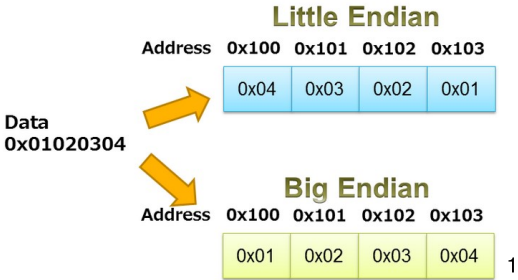 Little Endian
Address 0x100 0x101 0x102 0x103
0x04 0x03 0x02 0x01
Data
0x01020304
Big Endian
Address 0x100 0x101 0x102 0x103
0x01 0x02 0x03 0x04
1